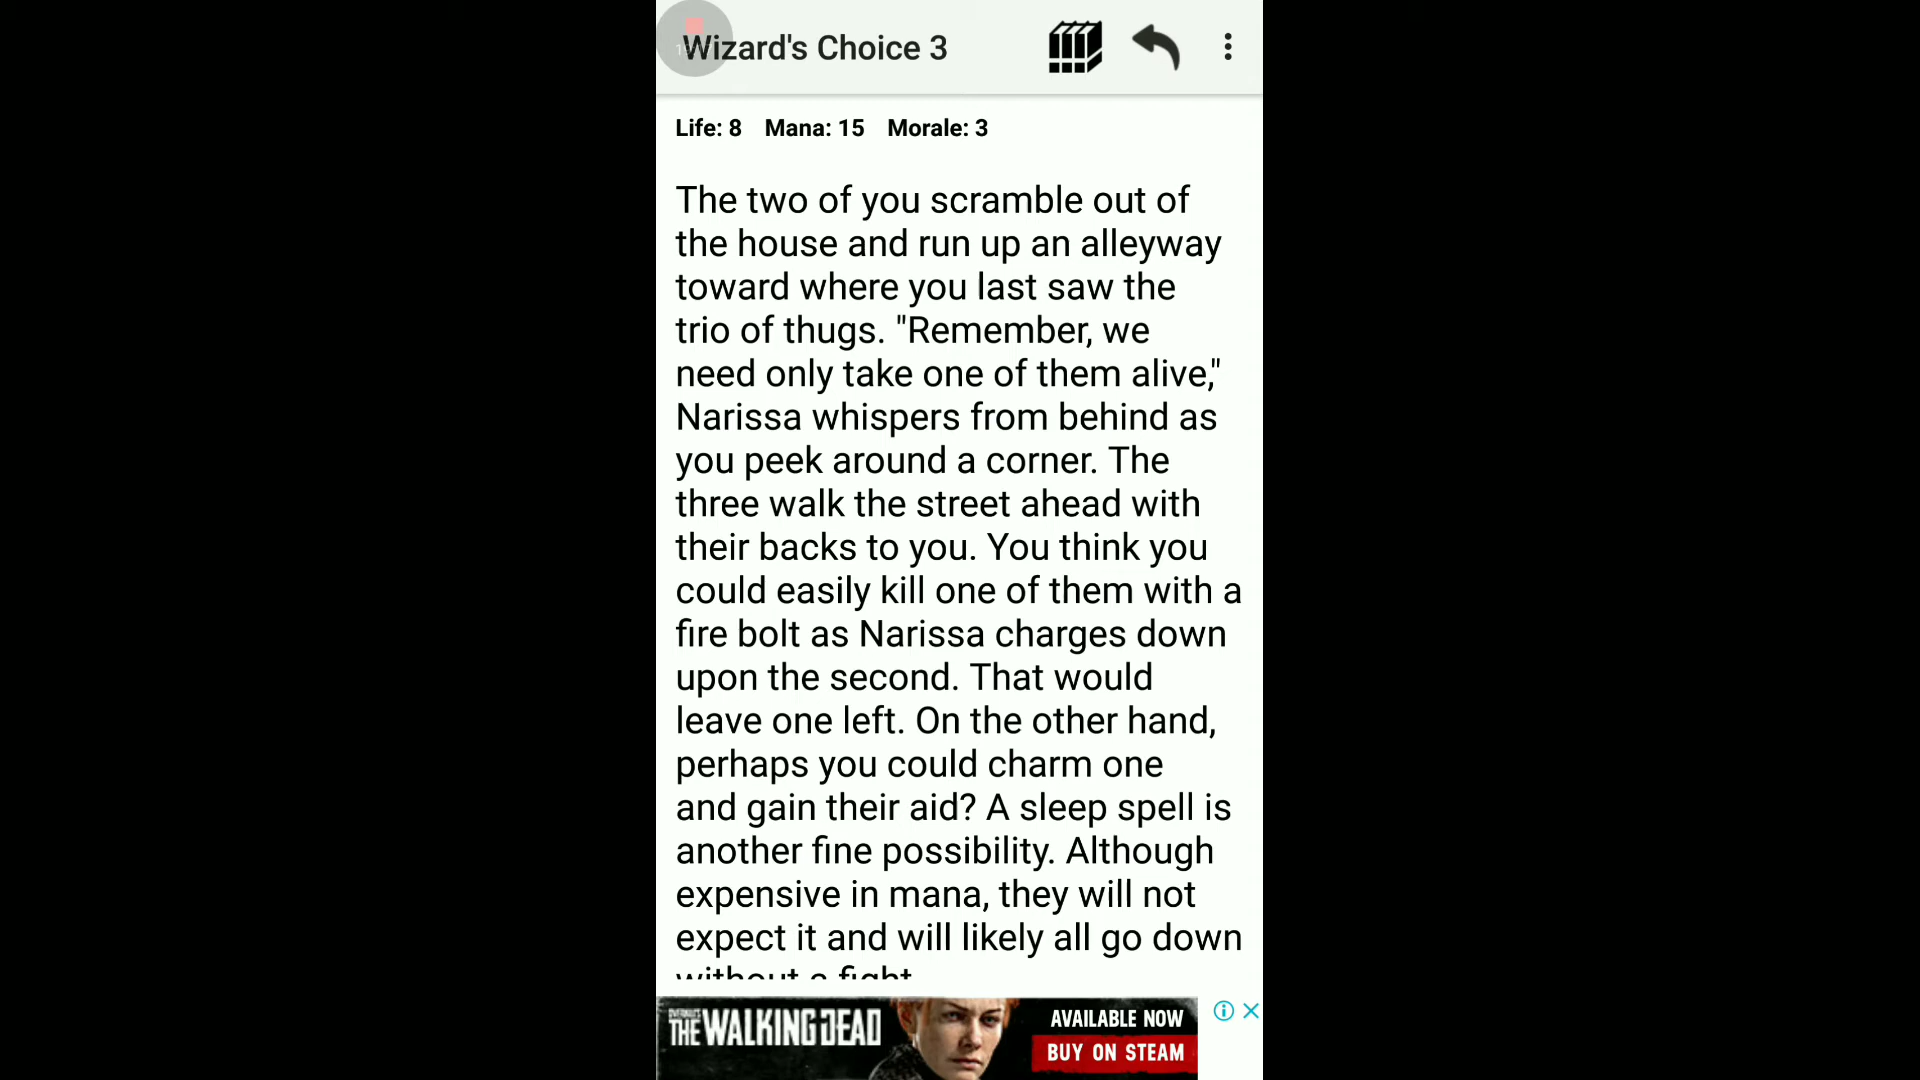 Wizard's Choice 3
Life: 8 Mana: 15 Morale: 3
The two of you scramble out of
the house and run up an alleyway
toward where you last saw the
trio of thugs. "Remember, we
need only take one of them alive,"
Narissa whispers from behind as
you peek around a corner. The
three walk the street ahead with
their backs to you. You think you
could easily kill one of them with a
fire bolt as Narissa charges down
upon the second. That would
leave one left. On the other hand,
perhaps you could charm one
and gain their aid? A sleep spell is
another fine possibility. Although
expensive in mana, they will not
expect it and will likely all go down
without a fight.
OVERKILL'S
THE WALKING DEAD
AVAILABLE NOW
BUY ON STEAM